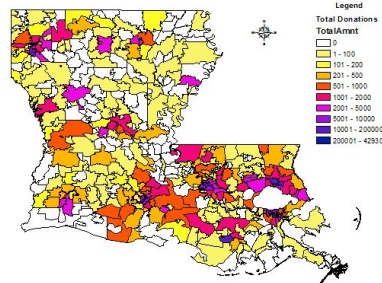 Legend
Total Donations
TotalAmnt
0
1 - 100
101 - 200
201 - 500
501 - 1000
1001 - 2000
2001 - 5000
5001 - 10000
10001 - 200000
200001 - 42930